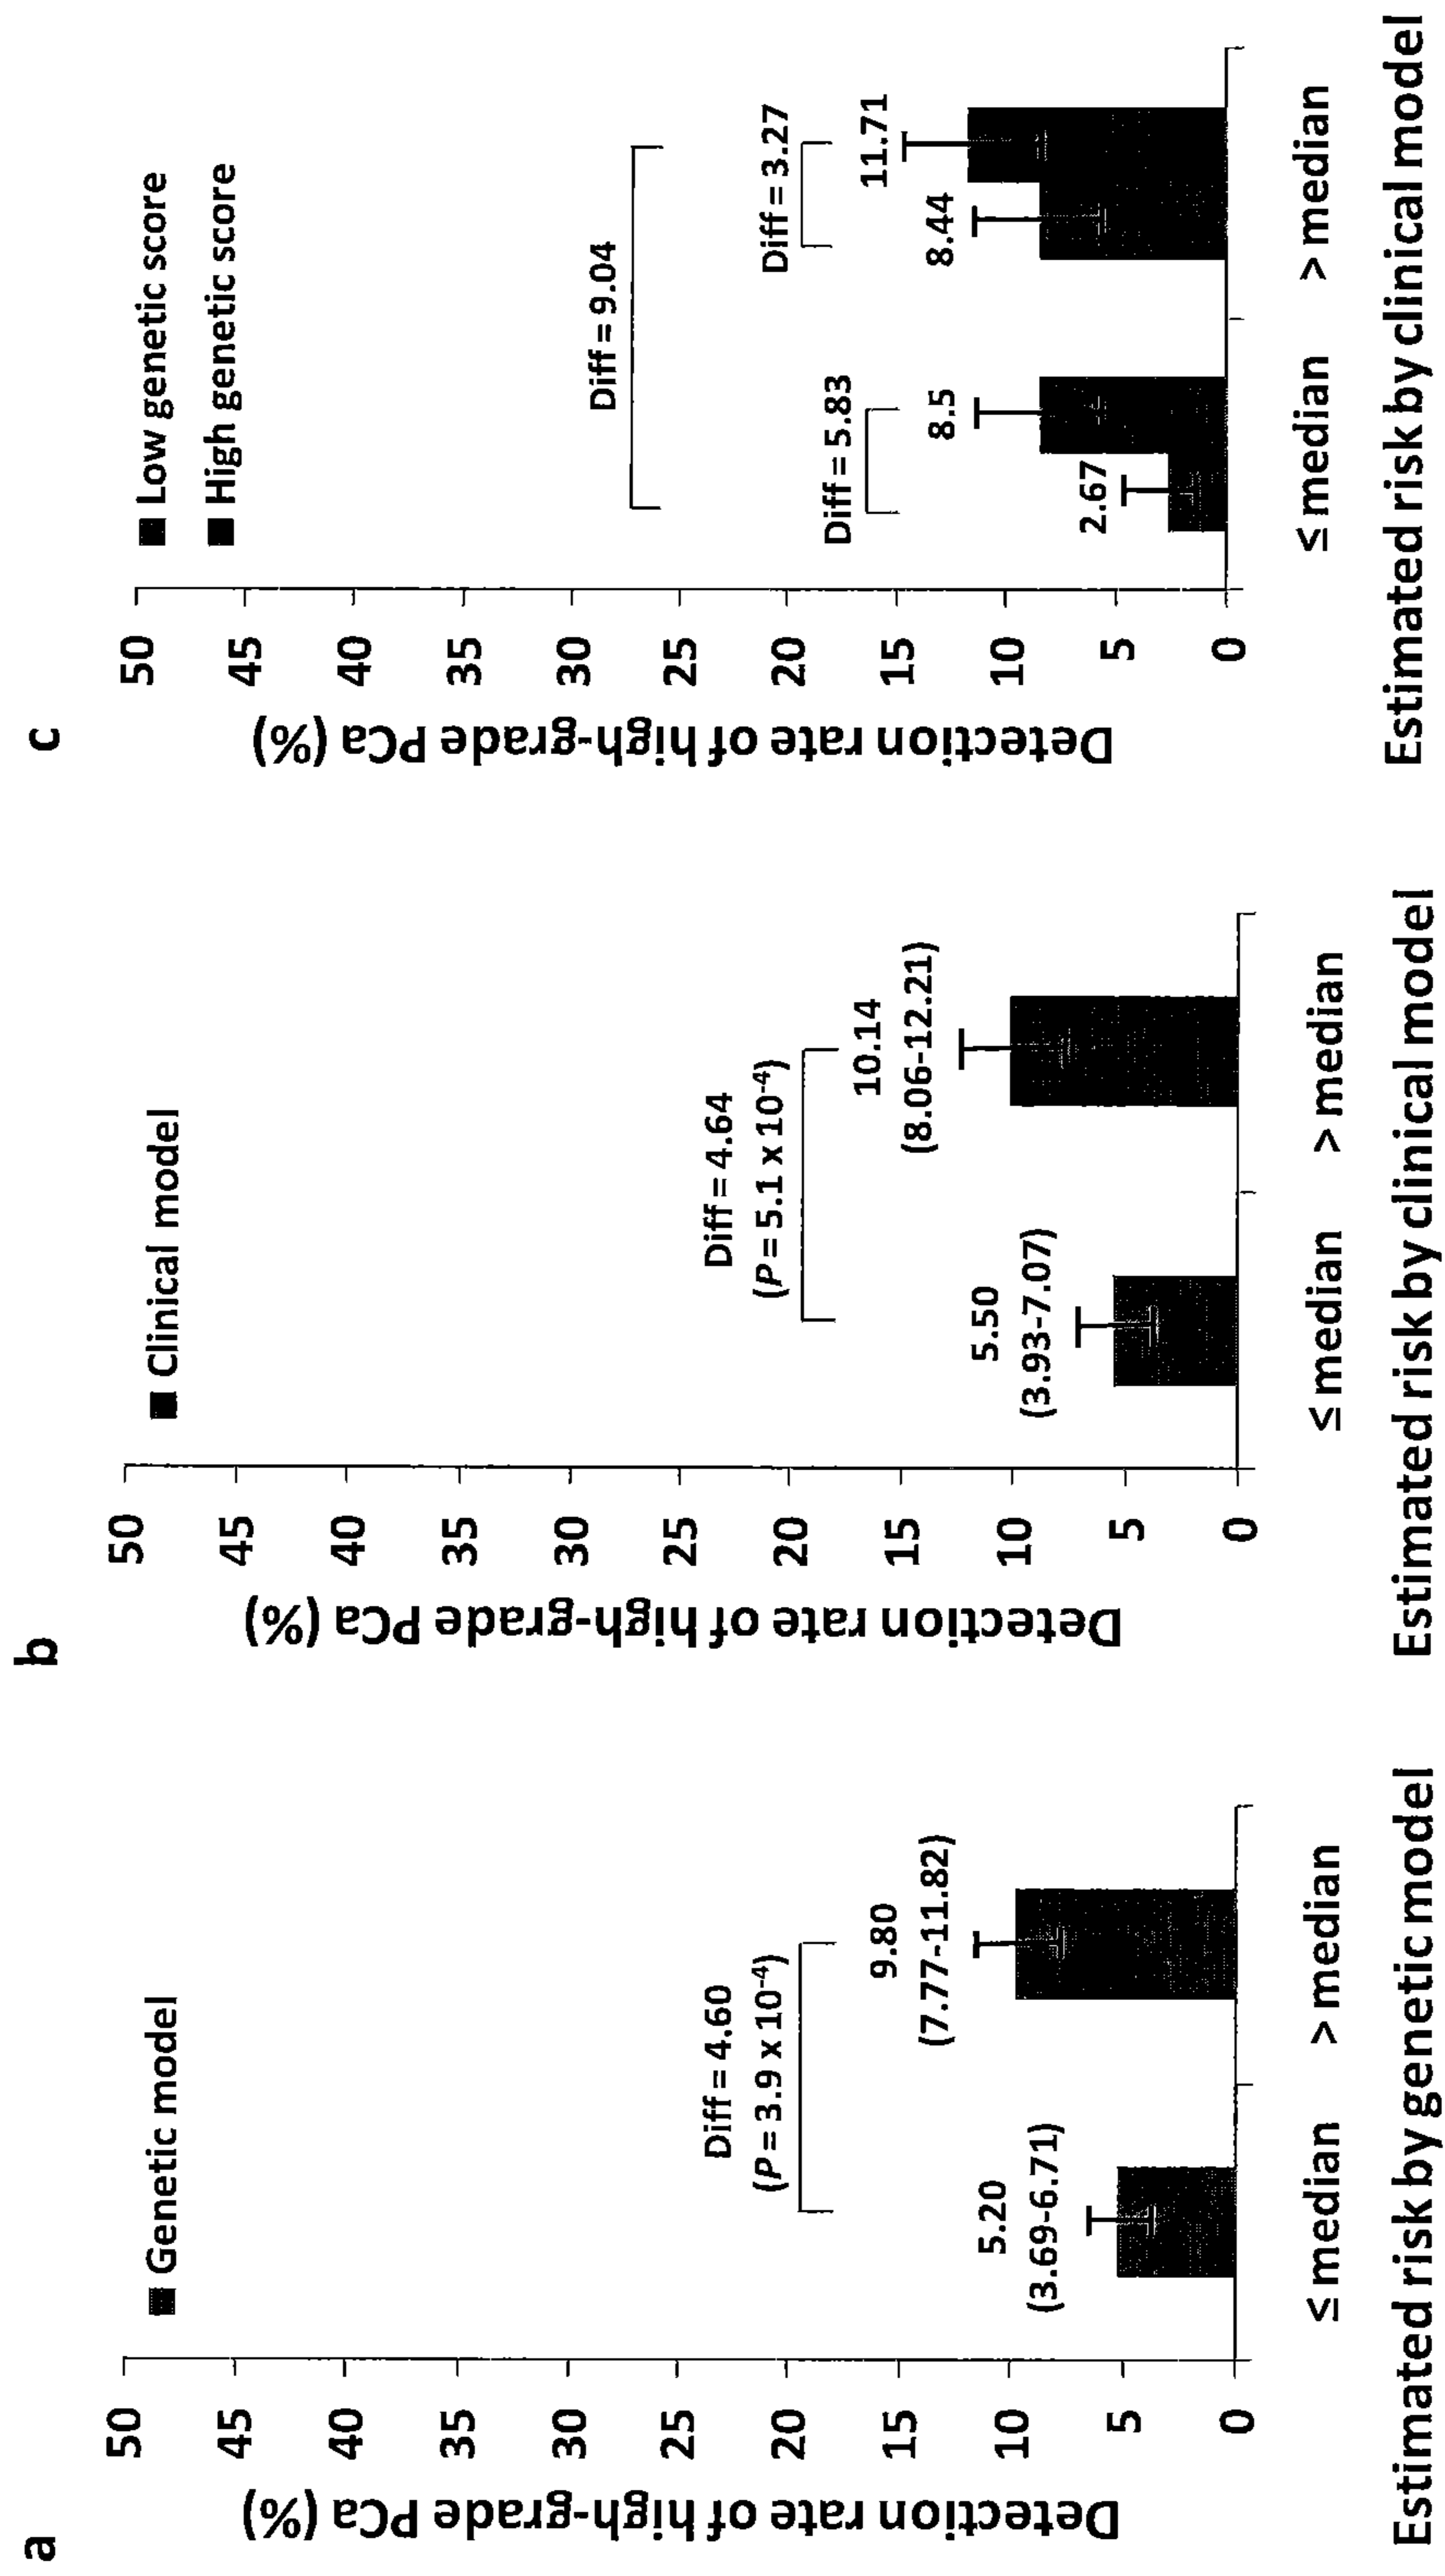 a
Detection rate of high-grade PCa (%)
50
45
40
35
30
25
20
15
10
5
0
Genetic model
Diff = 4.60
(P = 3.9 x 10⁻⁴)
5.20
(3.69-6.71)
9.80
(7.77-11.82)
≤ median
> median
Estimated risk by genetic model
b
Detection rate of high-grade PCa (%)
50
45
40
35
30
25
20
15
10
5
0
Clinical model
Diff = 4.64
(P = 5.1 x 10⁻⁴)
5.50
(3.93-7.07)
10.14
(8.06-12.21)
≤ median
> median
Estimated risk by clinical model
c
Detection rate of high-grade PCa (%)
50
45
40
35
30
25
20
15
10
5
0
Low genetic score
High genetic score
Diff = 9.04
Diff = 5.83
Diff = 3.27
2.67
8.5
8.44
11.71
≤ median
> median
Estimated risk by clinical model